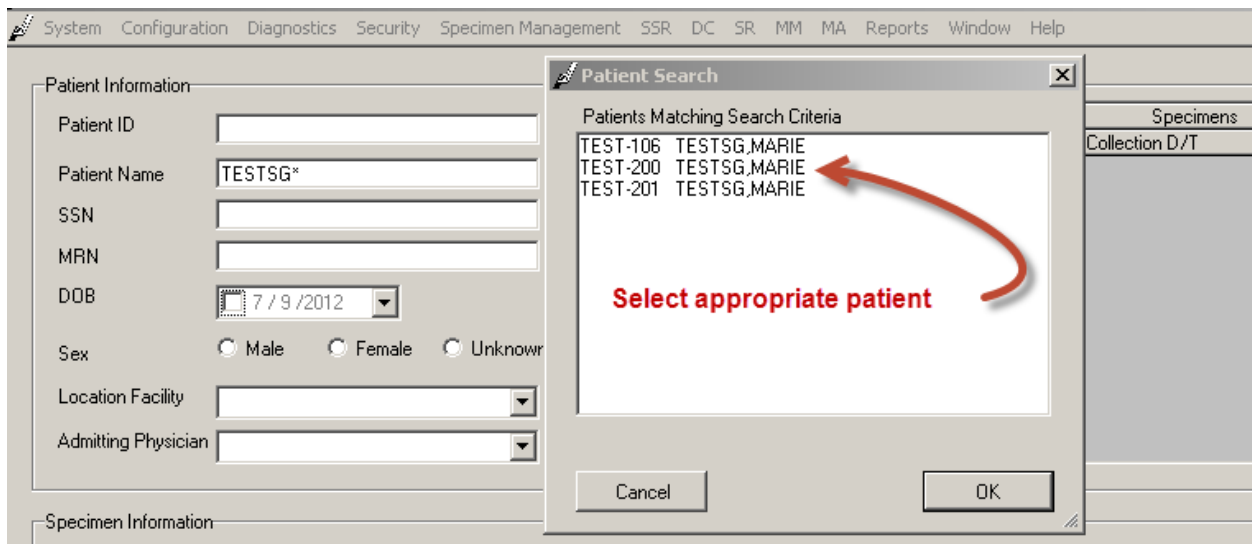 System Configuration Diagnostics Security Specimen Management SSR DC SR MM MA Reports Window Help
Patient Information
Patient ID
Patient Name TESTSG*
SSN
MRN
DOB 7 / 9 /2012
Sex Male Female Unknown
Location Facility
Admitting Physician
Specimen Information
Patient Search
Patients Matching Search Criteria
TEST-106 TESTSG,MARIE
TEST-200 TESTSG,MARIE
TEST-201 TESTSG,MARIE
Select appropriate patient
Cancel OK
Specimens
Collection D/T